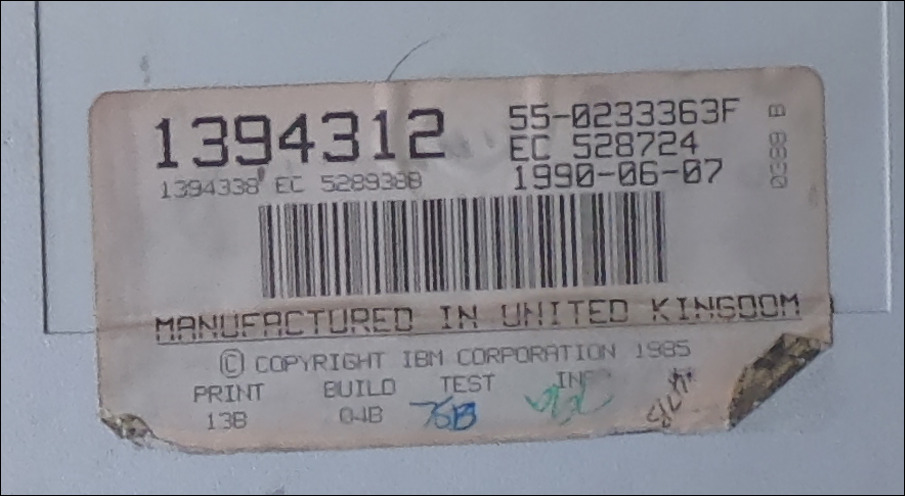 1394312
55-0233363F
EC 528724
1990-06-07
0388 B
1394338 EC 528938B
MANUFACTURED IN UNITED KINGDOM
© COPYRIGHT IBM CORPORATION 1985
PRINT BUILD TEST
13B 04B 75B